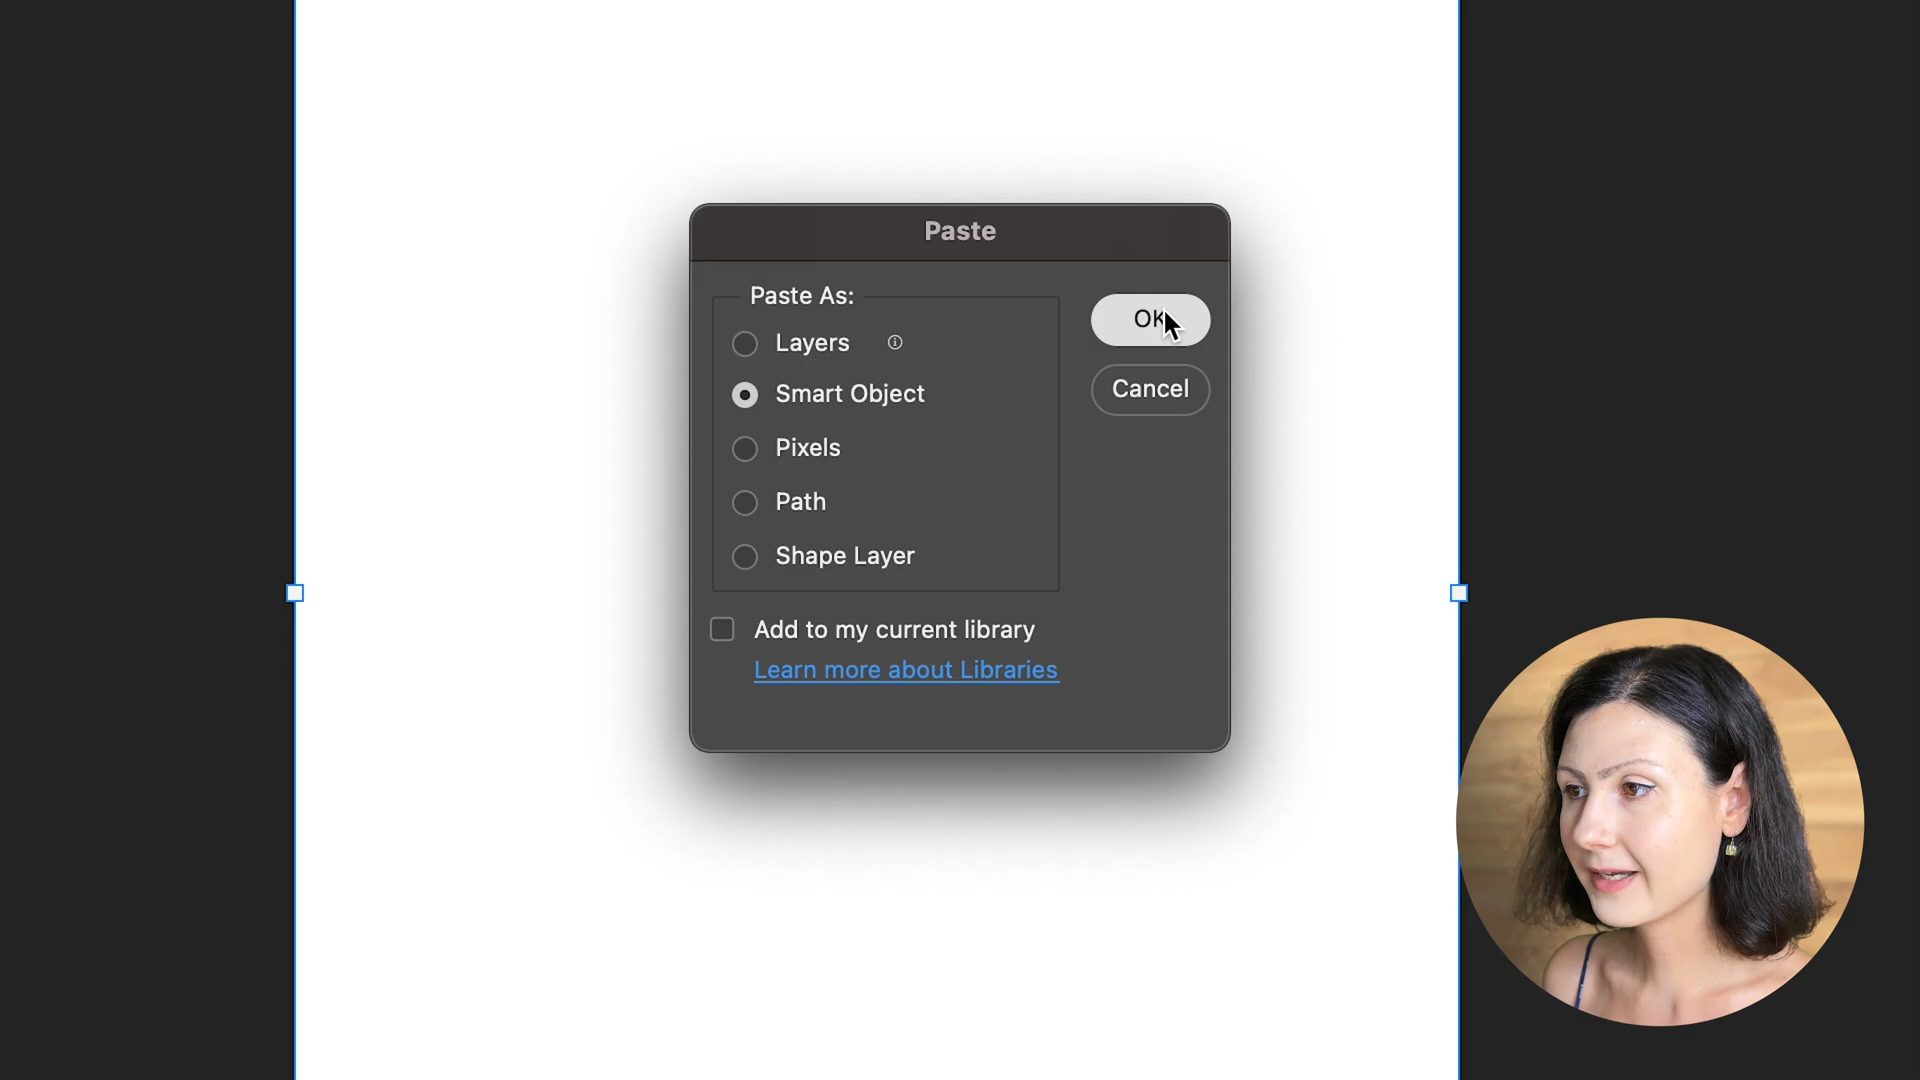 Paste
Paste As:
Layers
Smart Object
Pixels
Path
Shape Layer
OK
Cancel
Add to my current library
Learn more about Libraries